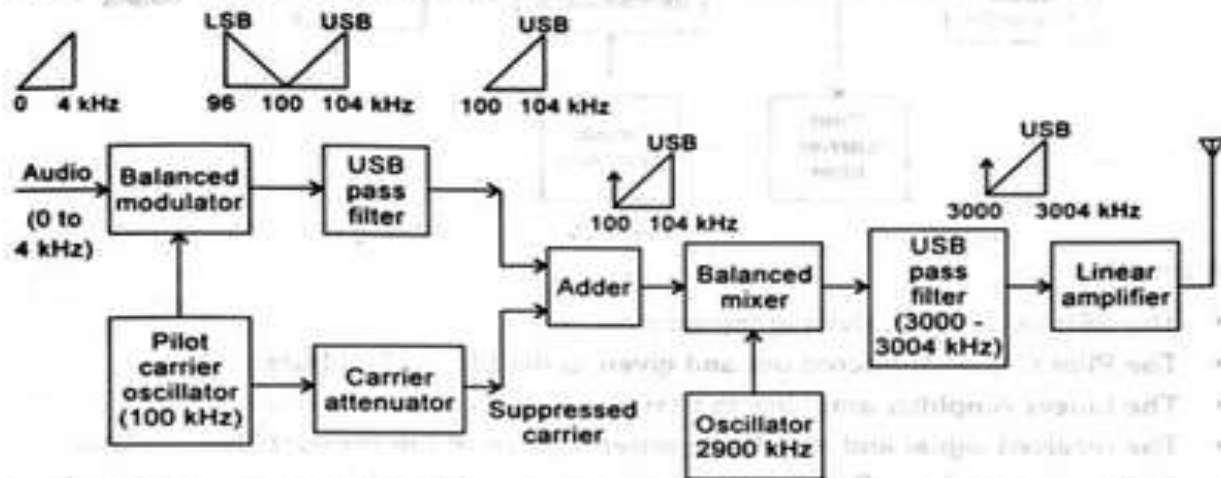 LSB USB USB
0 4 kHz 96 100 104 kHz 100 104 kHz
USB
100 104 kHz
USB
3000 3004 kHz
Audio
(0 to
4 kHz)
Balanced
modulator
USB
pass
filter
Adder
Balanced
mixer
USB
pass
filter
(3000 -
3004 kHz)
Linear
amplifier
Pilot
carrier
oscillator
(100 kHz)
Carrier
attenuator
Suppressed
carrier
Oscillator
2900 kHz